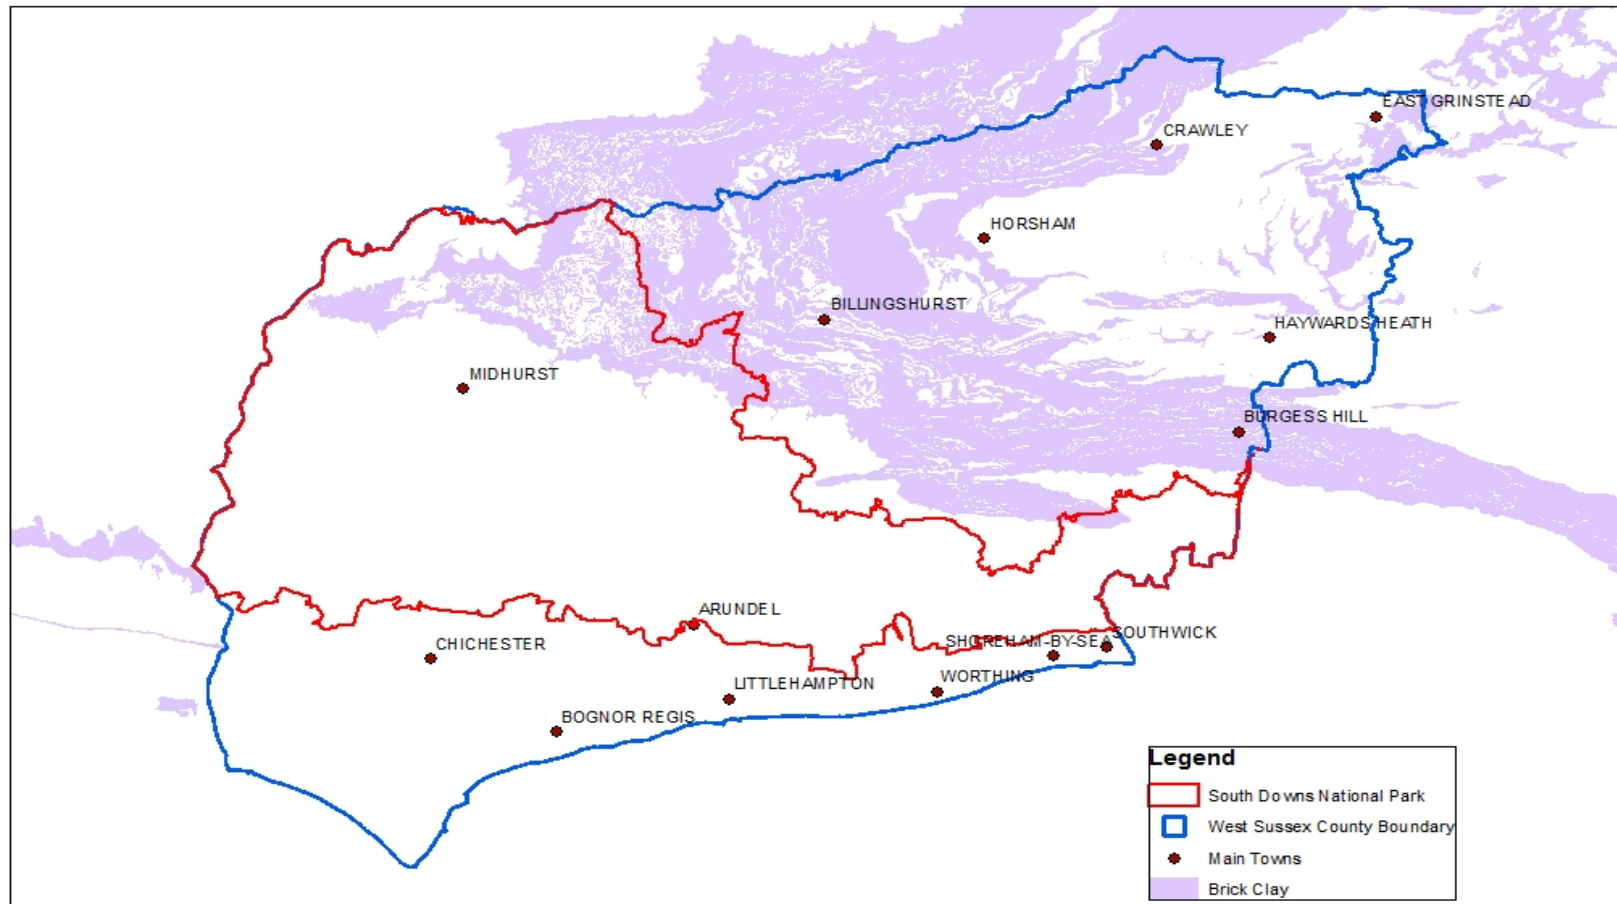 EAST GRINSTEAD
CRAWLEY
HORSHAM
BILLINGSHURST
HAYWARDS HEATH
MIDHURST
BURGESS HILL
ARUNDEL
SHOREHAM-BY-SEA
SOUTHWICK
CHICHESTER
LITTLEHAMPTON
WORTHING
BOGNOR REGIS
Legend
South Downs National Park
West Sussex County Boundary
Main Towns
Brick Clay